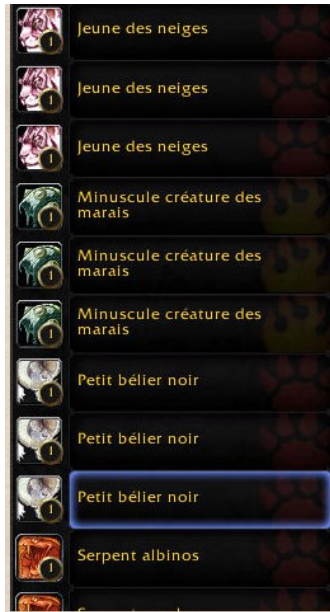 1 Jeune des neiges
1 Jeune des neiges
1 Jeune des neiges
1 Minuscule créature des
marais
1 Minuscule créature des
marais
1 Minuscule créature des
marais
1 Petit bélier noir
1 Petit bélier noir
1 Petit bélier noir
1 Serpent albinos